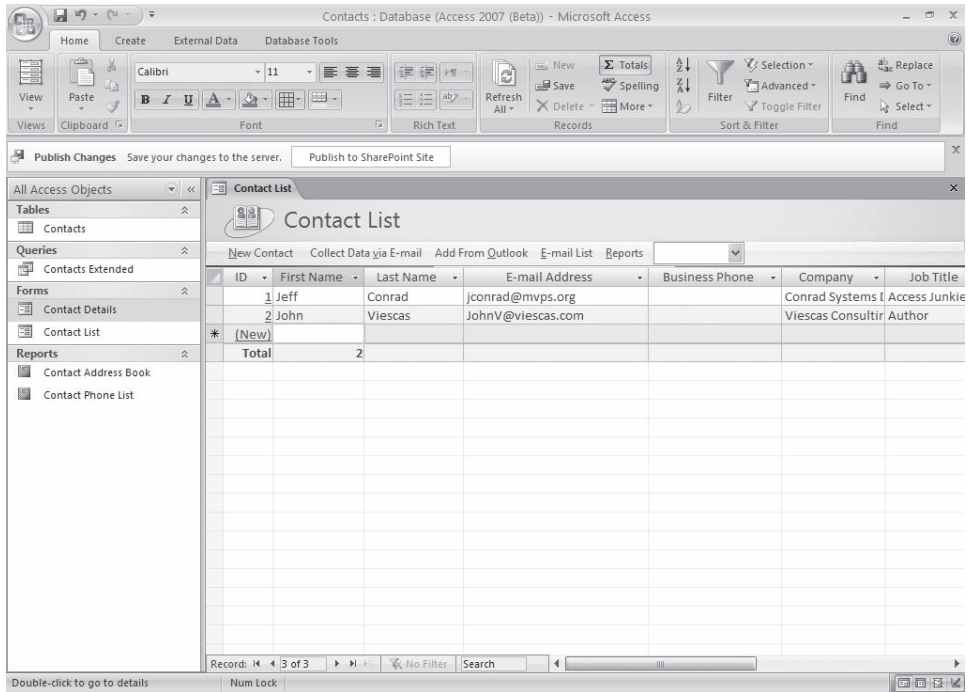 Contacts : Database (Access 2007 (Beta)) - Microsoft Access
Home Create External Data Database Tools
View
Views
Paste
Clipboard
Calibri 11
B I U A
Font
Rich Text
Refresh All
New
Save
Delete
Σ Totals
Spelling
More
Records
Filter
Selection
Advanced
Toggle Filter
Sort & Filter
Find
Replace
Go To
Select
Find
Publish Changes Save your changes to the server. Publish to SharePoint Site
All Access Objects
Tables
Contacts
Queries
Contacts Extended
Forms
Contact Details
Contact List
Reports
Contact Address Book
Contact Phone List
Contact List
Contact List
New Contact Collect Data via E-mail Add From Outlook E-mail List Reports
ID First Name Last Name E-mail Address Business Phone Company Job Title
1 Jeff Conrad jconrad@mvps.org Conrad Systems Access Junkie
2 John Viescas JohnV@viescas.com Viescas Consultin Author
* (New)
Total 2
Record: 3 of 3 No Filter Search
Double-click to go to details Num Lock